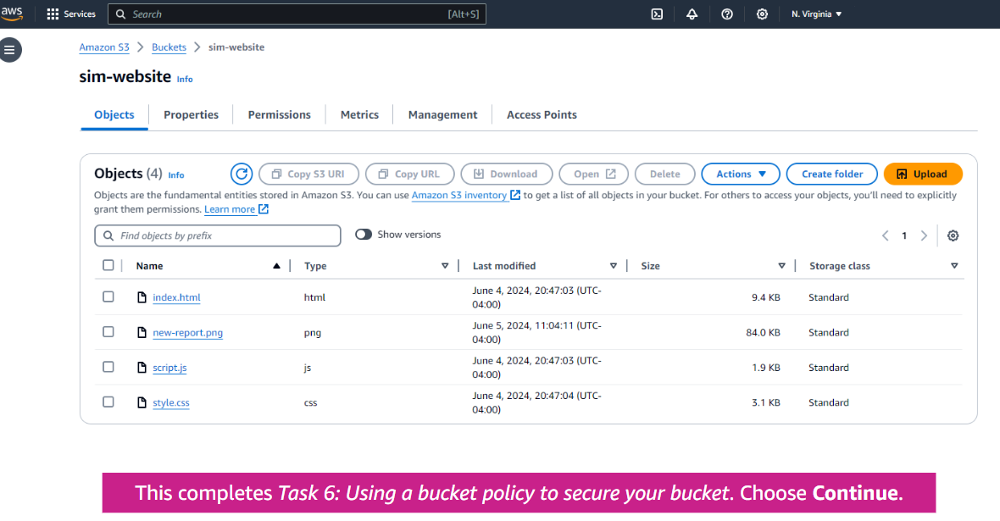 aws Services Search [Alt+S] N. Virginia
Amazon S3 Buckets sim-website
sim-website Info
Objects Properties Permissions Metrics Management Access Points
Objects (4) Info Copy S3 URI Copy URL Download Open Delete Actions Create folder Upload
Objects are the fundamental entities stored in Amazon S3. You can use Amazon S3 inventory to get a list of all objects in your bucket. For others to access your objects, you'll need to explicitly
grant them permissions. Learn more
Find objects by prefix Show versions 1
Name Type Last modified Size Storage class
index.html html June 4, 2024, 20:47:03 (UTC-
04:00) 9.4 KB Standard
new-report.png png June 5, 2024, 11:04:11 (UTC-
04:00) 84.0 KB Standard
script.js js June 4, 2024, 20:47:03 (UTC-
04:00) 1.9 KB Standard
style.css css June 4, 2024, 20:47:04 (UTC-
04:00) 3.1 KB Standard
This completes Task 6: Using a bucket policy to secure your bucket. Choose Continue.